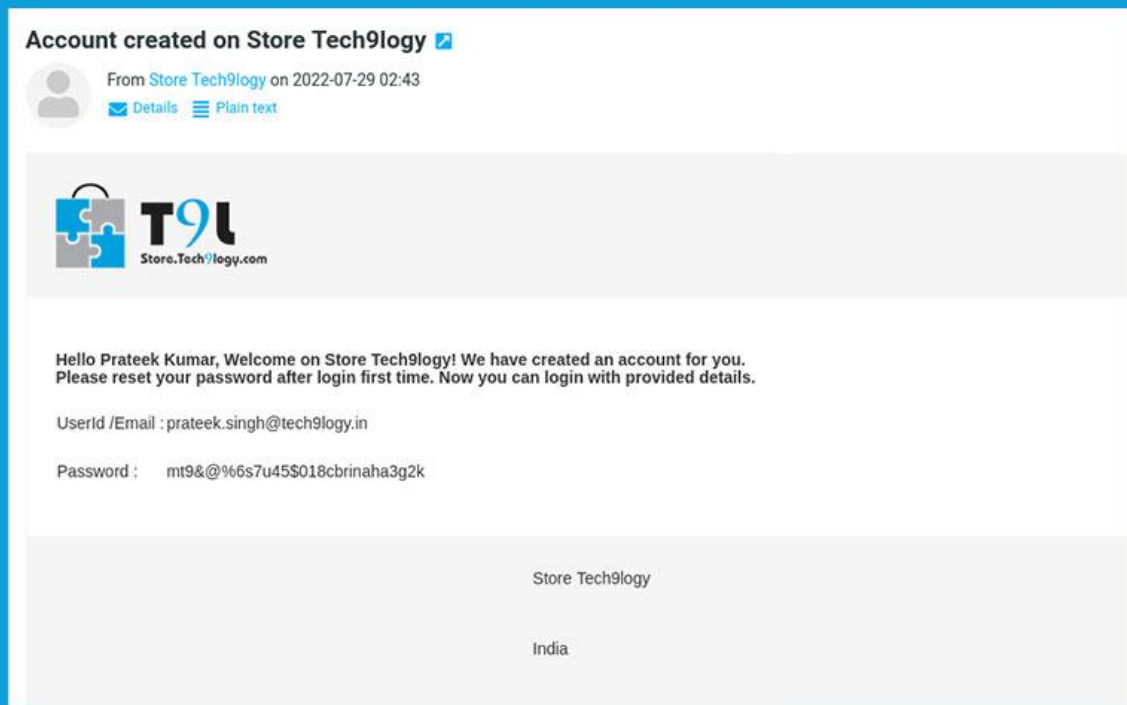 Account created on Store Tech9logy
From Store Tech9logy on 2022-07-29 02:43
Details Plain text
T9L
Store.Tech9logy.com
Hello Prateek Kumar, Welcome on Store Tech9logy! We have created an account for you.
Please reset your password after login first time. Now you can login with provided details.
UserId /Email : prateek.singh@tech9logy.in
Password : mt9&@%6s7u45$018cbrinaha3g2k
Store Tech9logy
India